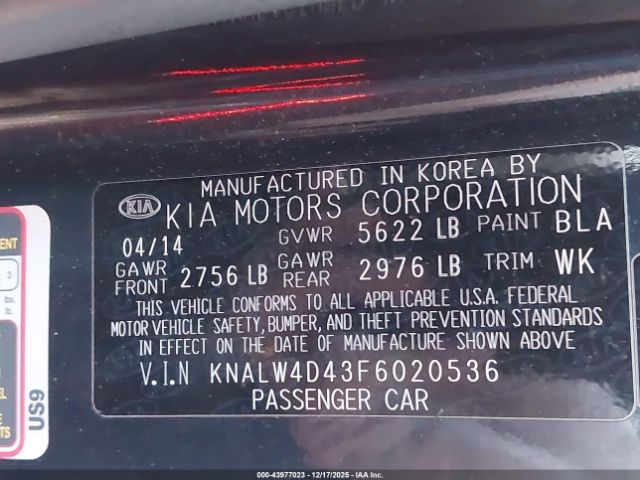 MANUFACTURED IN KOREA BY
KIA KIA MOTORS CORPORATION
04/14 GVWR 5622 LB PAINT BLA
GAWR FRONT 2756 LB GAWR REAR 2976 LB TRIM WK
THIS VEHICLE CONFORMS TO ALL APPLICABLE U.S.A. FEDERAL
MOTOR VEHICLE SAFETY, BUMPER, AND THEFT PREVENTION STANDARDS
IN EFFECT ON THE DATE OF MANUFACTURE SHOWN ABOVE
V.I.N KNALW4D43F6020536
PASSENGER CAR
US9
000-43977023 - 12/17/2025 - IAA Inc.